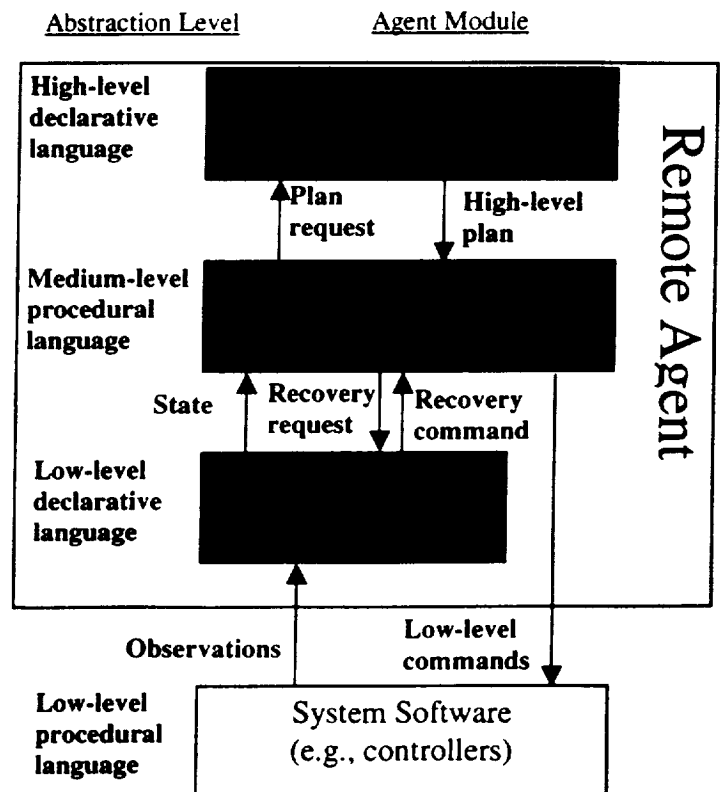 Abstraction Level
Agent Module
High-level
declarative
language
Plan
request
High-level
plan
Medium-level
procedural
language
State
Recovery
request
Recovery
command
Low-level
declarative
language
Remote Agent
Observations
Low-level
commands
Low-level
procedural
language
System Software
(e.g., controllers)